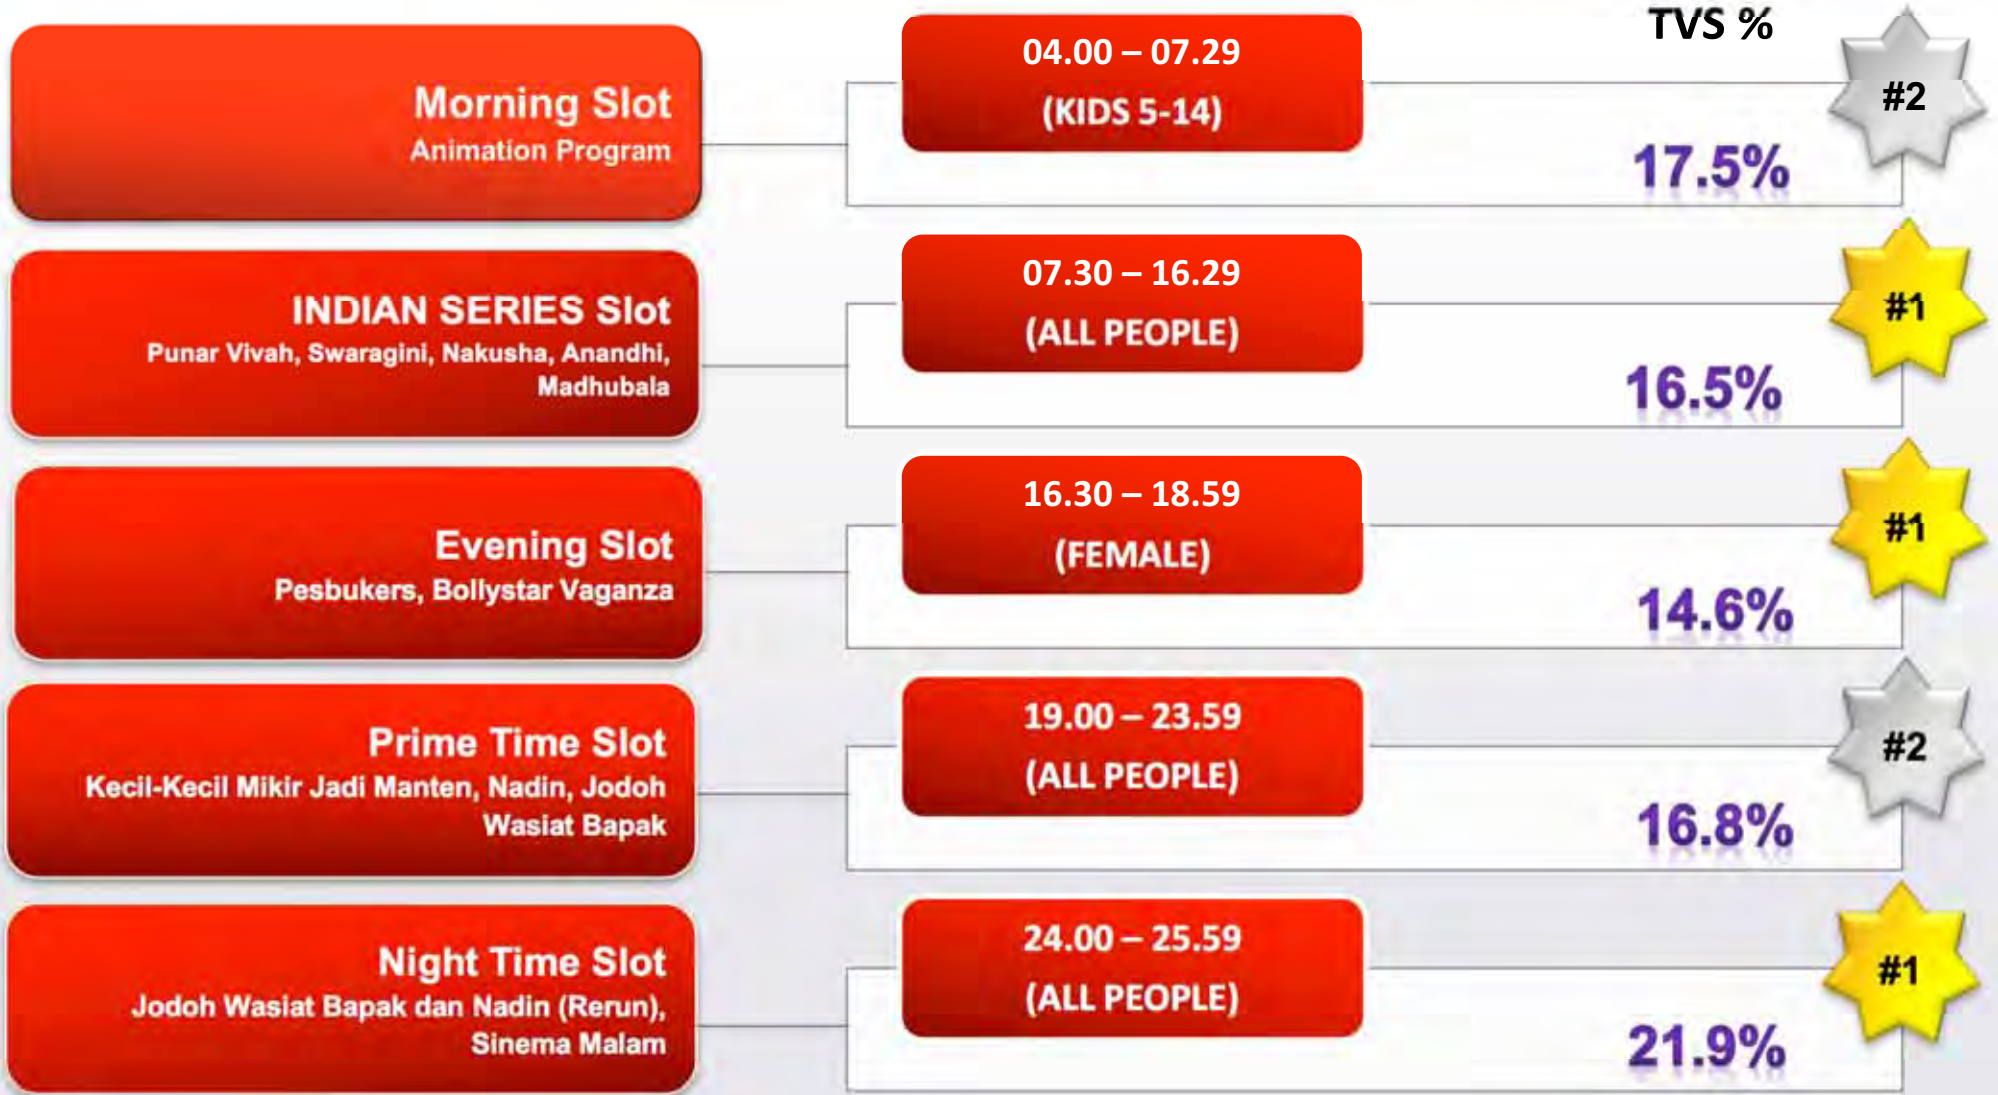 TVS %
Morning Slot
Animation Program
04.00 – 07.29
(KIDS 5-14)
17.5%
#2
INDIAN SERIES Slot
Punar Vivah, Swaragini, Nakusha, Anandhi,
Madhubala
07.30 – 16.29
(ALL PEOPLE)
16.5%
#1
Evening Slot
Pesbukers, Bollystar Vaganza
16.30 – 18.59
(FEMALE)
14.6%
#1
Prime Time Slot
Kecil-Kecil Mikir Jadi Manten, Nadin, Jodoh
Wasiat Bapak
19.00 – 23.59
(ALL PEOPLE)
16.8%
#2
Night Time Slot
Jodoh Wasiat Bapak dan Nadin (Rerun),
Sinema Malam
24.00 – 25.59
(ALL PEOPLE)
21.9%
#1